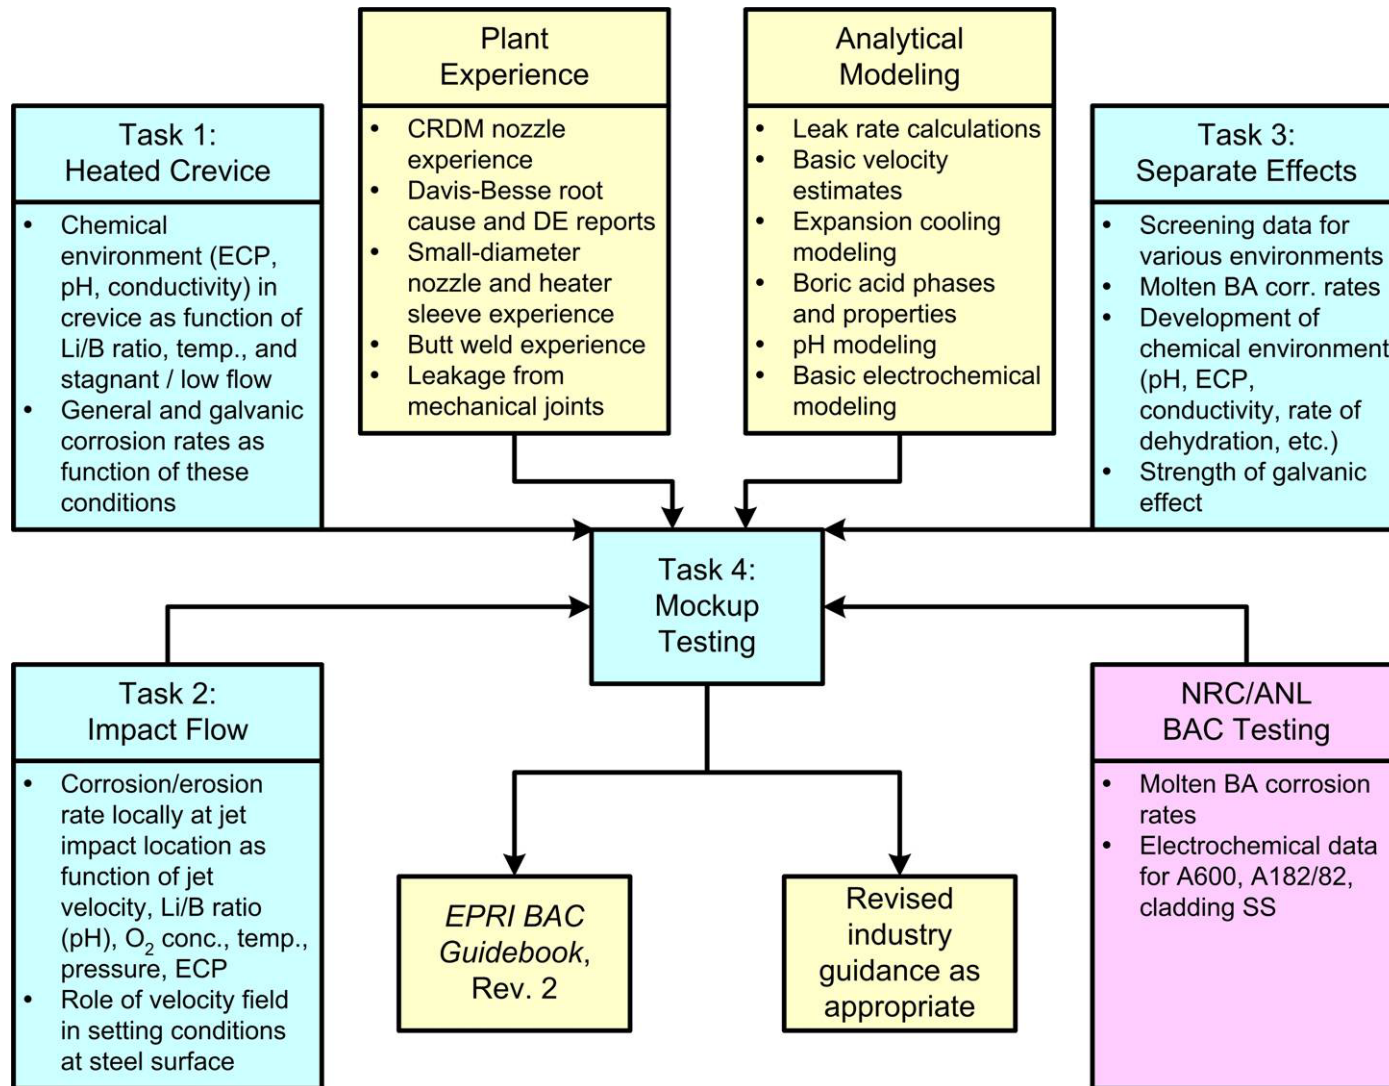 Plant
Experience
• CRDM nozzle
experience
• Davis-Besse root
cause and DE reports
• Small-diameter
nozzle and heater
sleeve experience
• Butt weld experience
• Leakage from
mechanical joints
Analytical
Modeling
• Leak rate calculations
• Basic velocity
estimates
• Expansion cooling
modeling
• Boric acid phases
and properties
• pH modeling
• Basic electrochemical
modeling
Task 1:
Heated Crevice
• Chemical
environment (ECP,
pH, conductivity) in
crevice as function of
Li/B ratio, temp., and
stagnant / low flow
• General and galvanic
corrosion rates as
function of these
conditions
Task 3:
Separate Effects
• Screening data for
various environments
• Molten BA corr. rates
• Development of
chemical environment
(pH, ECP,
conductivity, rate of
dehydration, etc.)
• Strength of galvanic
effect
Task 4:
Mockup
Testing
Task 2:
Impact Flow
• Corrosion/erosion
rate locally at jet
impact location as
function of jet
velocity, Li/B ratio
(pH), O₂ conc., temp.,
pressure, ECP
• Role of velocity field
in setting conditions
at steel surface
NRC/ANL
BAC Testing
• Molten BA corrosion
rates
• Electrochemical data
for A600, A182/82,
cladding SS
EPRI BAC
Guidebook,
Rev. 2
Revised
industry
guidance as
appropriate